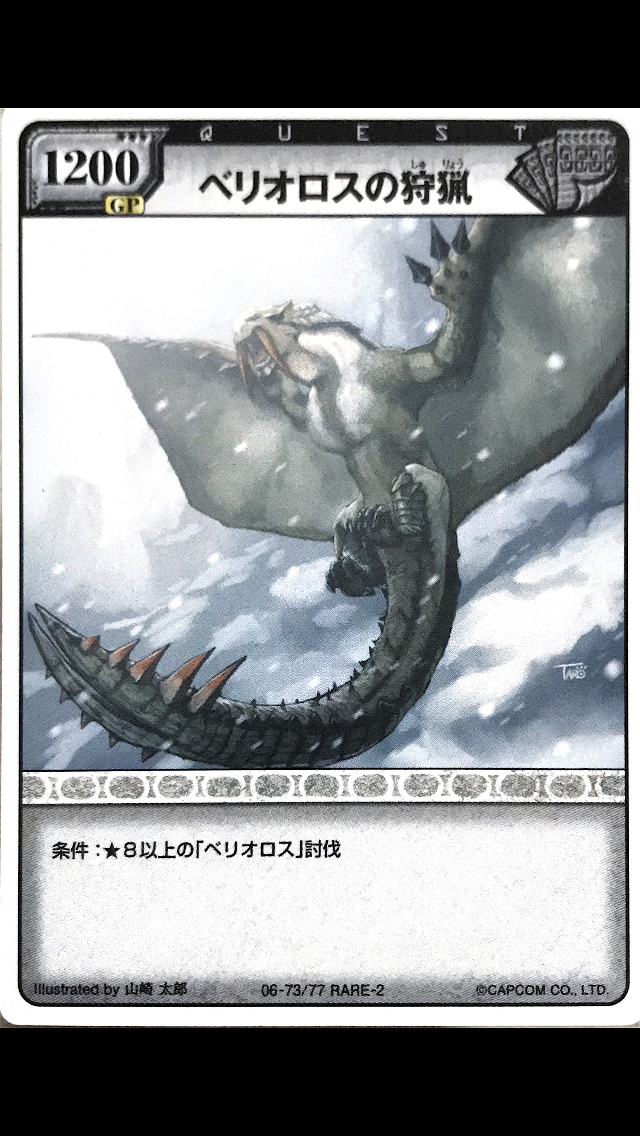 QUEST
1200
GP
しゅ りょう
ベリオロスの狩猟
TARO
条件：★８以上の「ベリオロス」討伐
Illustrated by 山崎 太郎
06-73/77 RARE-2
©CAPCOM CO., LTD.